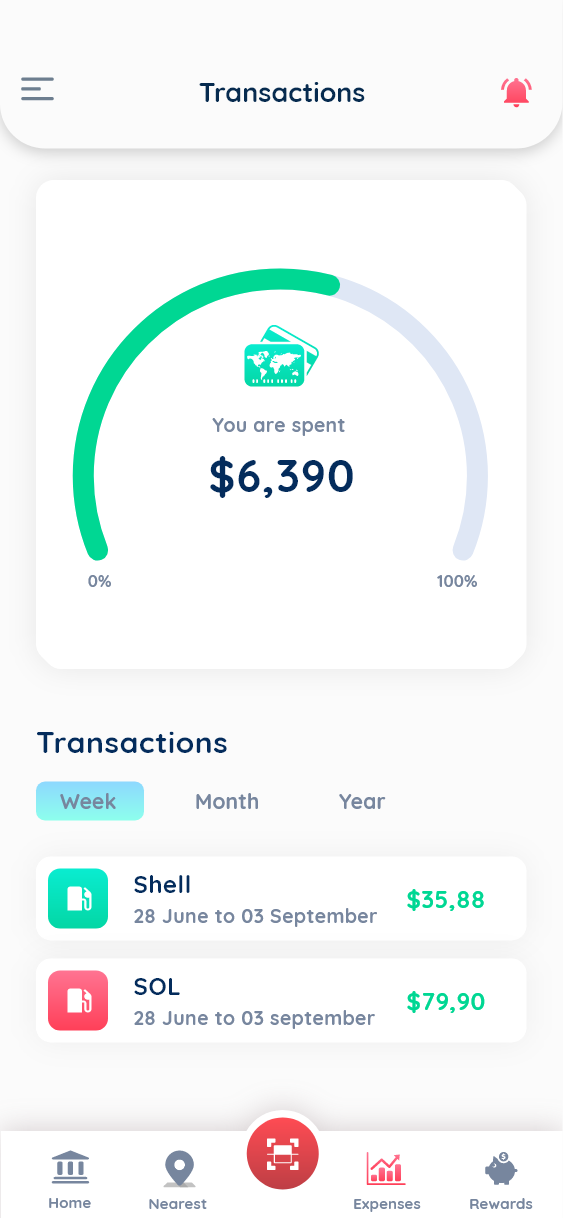 Transactions
You are spent
$6,390
0%
100%
Transactions
Week
Month
Year
Shell
28 June to 03 September
$35,88
SOL
28 June to 03 september
$79,90
Home
Nearest
Expenses
$
Rewards